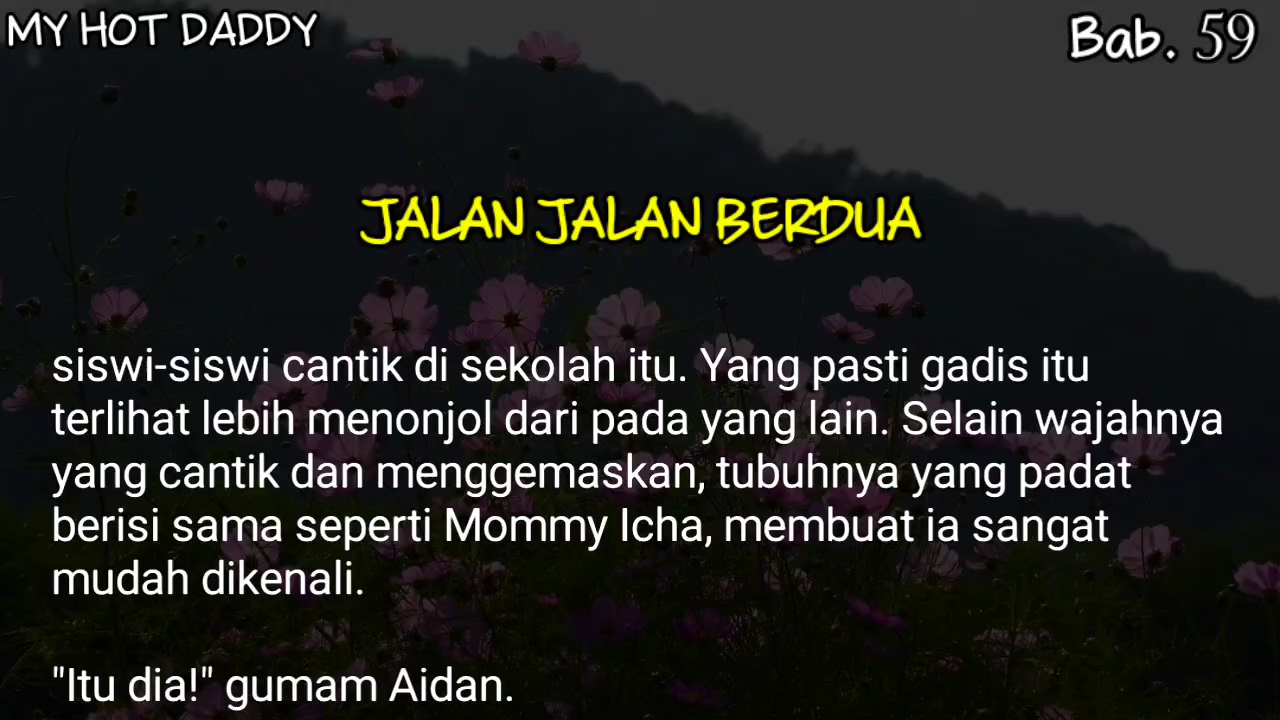 MY HOT DADDY
Bab. 59
JALAN JALAN BERDUA
siswi-siswi cantik di sekolah itu. Yang pasti gadis itu
terlihat lebih menonjol dari pada yang lain. Selain wajahnya
yang cantik dan menggemaskan, tubuhnya yang padat
berisi sama seperti Mommy Icha, membuat ia sangat
mudah dikenali.
"Itu dia!" gumam Aidan.